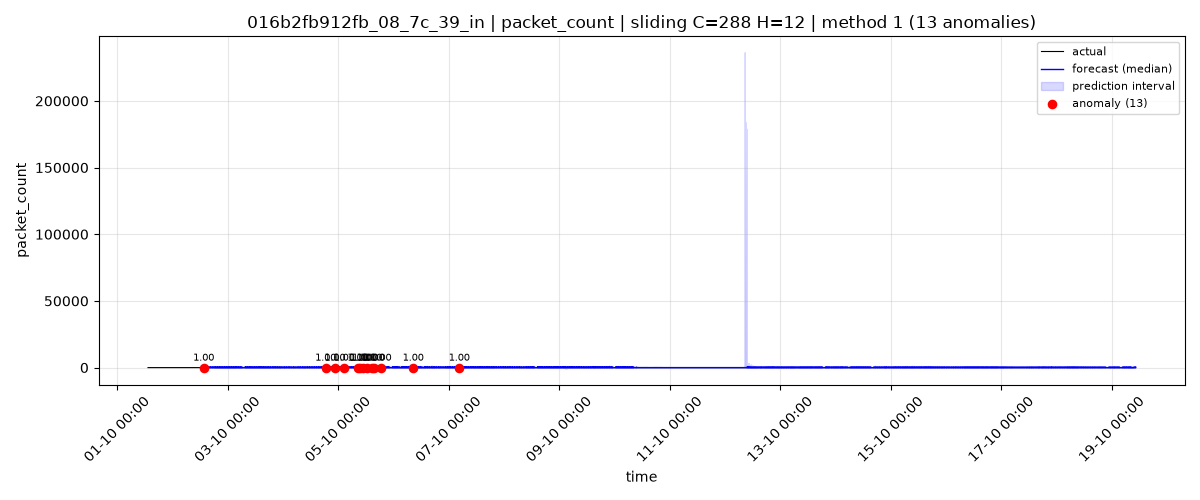 016b2fb912fb_08_7c_39_in | packet_count | sliding C=288 H=12 | method 1 (13 anomalies)
actual
forecast (median)
prediction interval
anomaly (13)
packet_count
200000
150000
100000
50000
0
1.00
1.00
1.00
01-10 00:00
03-10 00:00
05-10 00:00
07-10 00:00
09-10 00:00
11-10 00:00
13-10 00:00
15-10 00:00
17-10 00:00
19-10 00:00
time